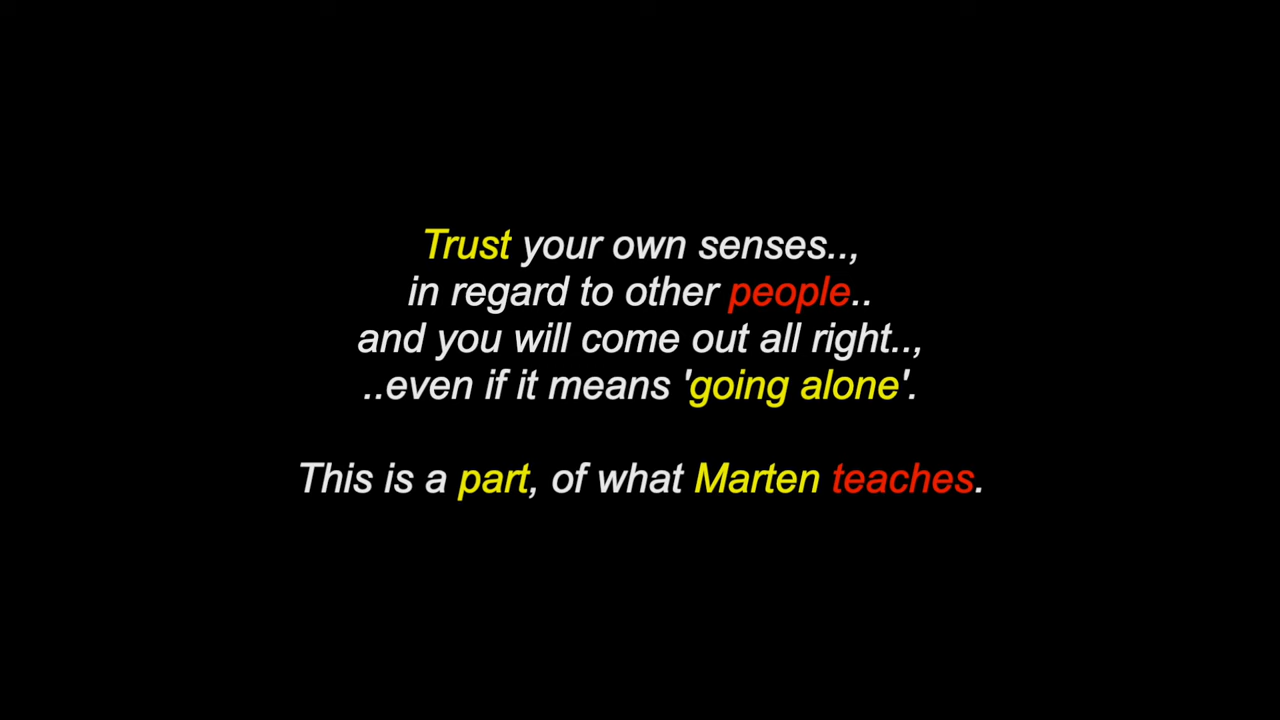 Trust your own senses..,
in regard to other people..
and you will come out all right..,
..even if it means 'going alone'.
This is a part, of what Marten teaches.